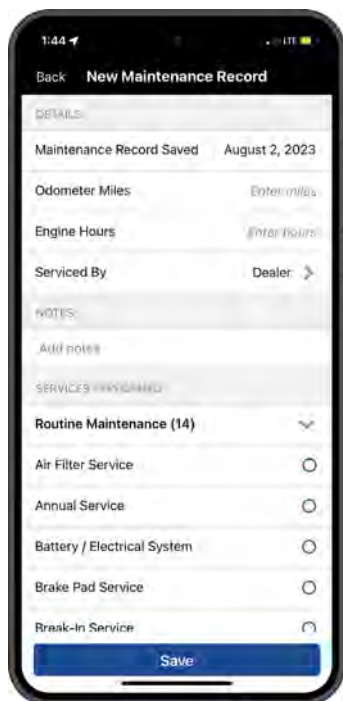 1:44
LTE
Back New Maintenance Record
DETAILS
Maintenance Record Saved August 2, 2023
Odometer Miles Enter miles
Engine Hours Enter hours
Serviced By Dealer
NOTES
Add notes
SERVICES
Routine Maintenance (14)
Air Filter Service
Annual Service
Battery / Electrical System
Brake Pad Service
Break-In Service
Save